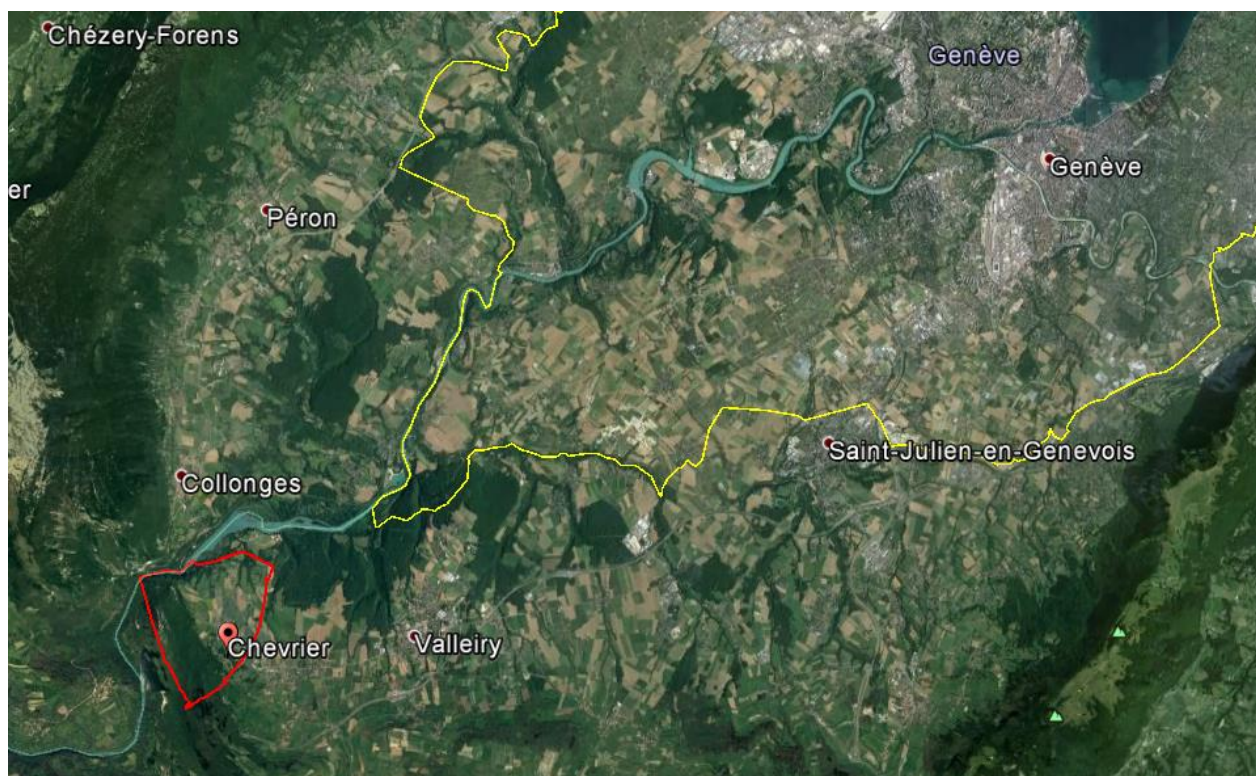 Chézery-Forens
Genève
Genève
er
Péron
Saint-Julien-en-Genevois
Collonges
Chevrier
Valleiry